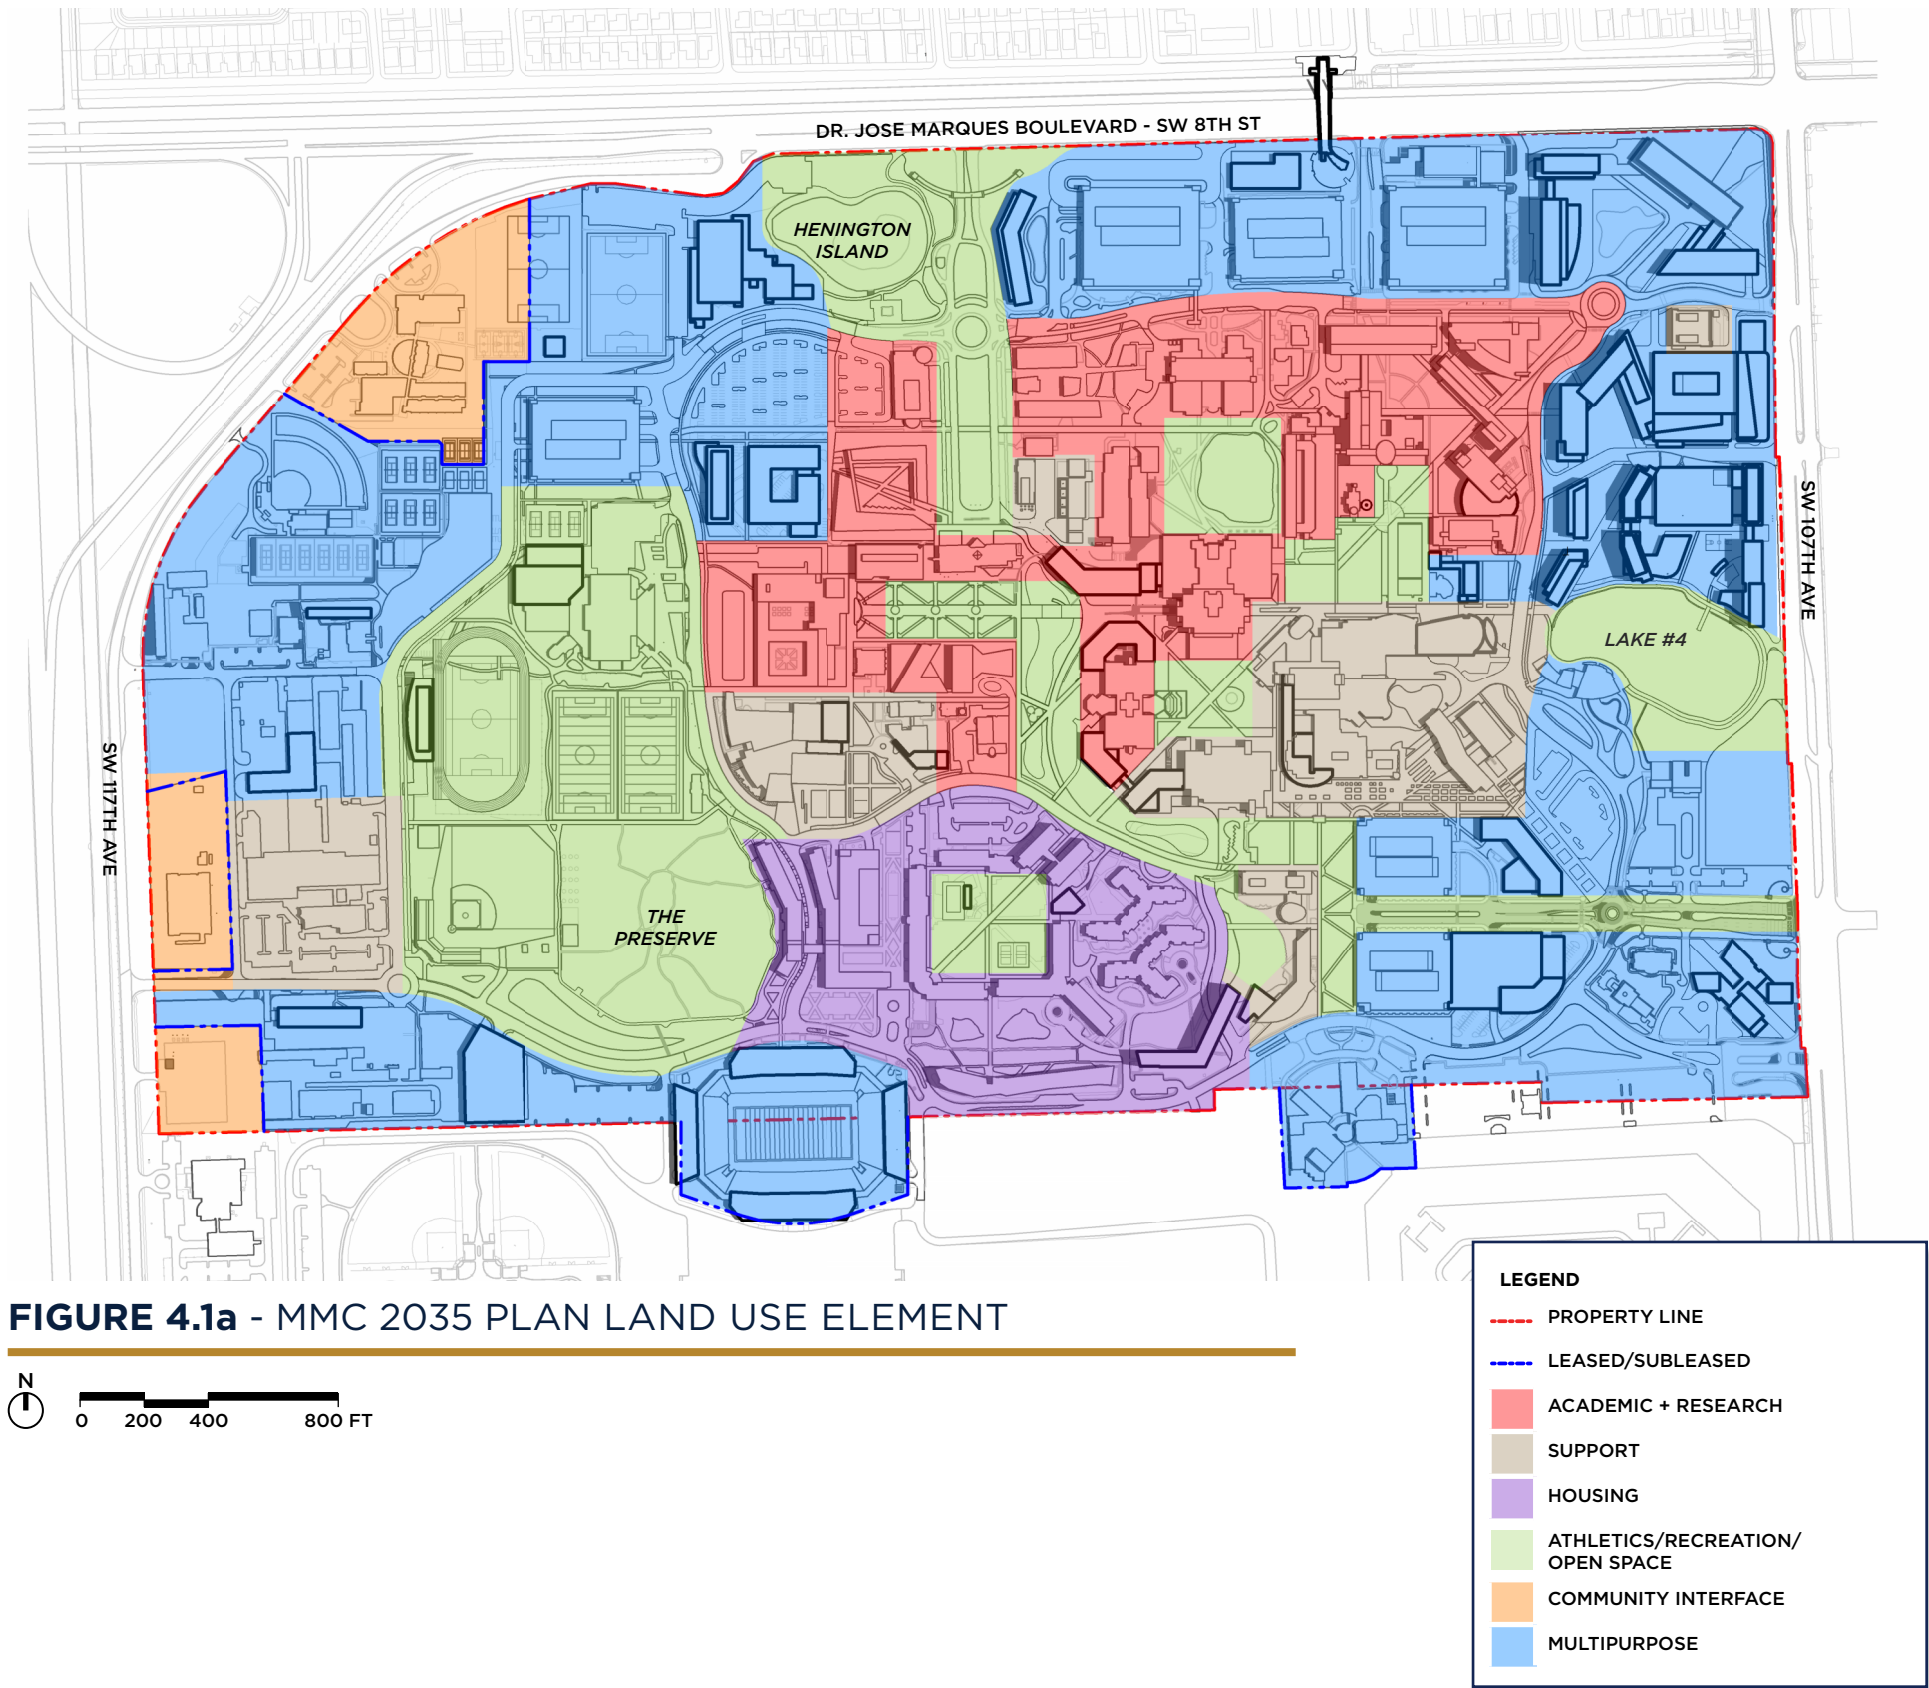 DR. JOSE MARQUES BOULEVARD - SW 8TH ST
HENINGTON
ISLAND
SW 107TH AVE
LAKE #4
SW 117TH AVE
THE
PRESERVE
FIGURE 4.1a - MMC 2035 PLAN LAND USE ELEMENT
N
0 200 400 800 FT
LEGEND
PROPERTY LINE
LEASED/SUBLEASED
ACADEMIC + RESEARCH
SUPPORT
HOUSING
ATHLETICS/RECREATION/
OPEN SPACE
COMMUNITY INTERFACE
MULTIPURPOSE